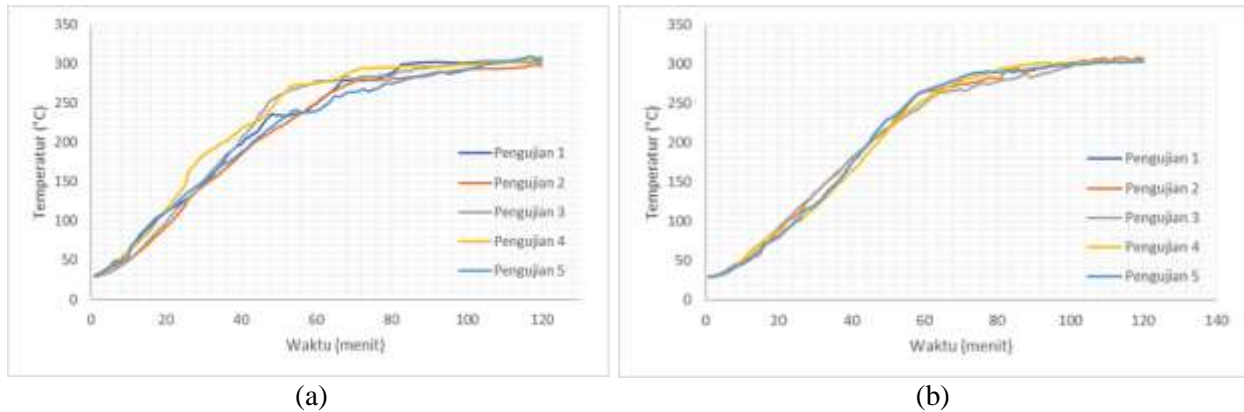 350
300
250
200
150
100
50
0
Temperatur (°C)
Pengujian 1
Pengujian 2
Pengujian 3
Pengujian 4
Pengujian 5
0 20 40 60 80 100 120
Waktu (menit)
(a)
350
300
250
200
150
100
50
0
Temperatur (°C)
Pengujian 1
Pengujian 2
Pengujian 3
Pengujian 4
Pengujian 5
0 20 40 60 80 100 120 140
Waktu (menit)
(b)